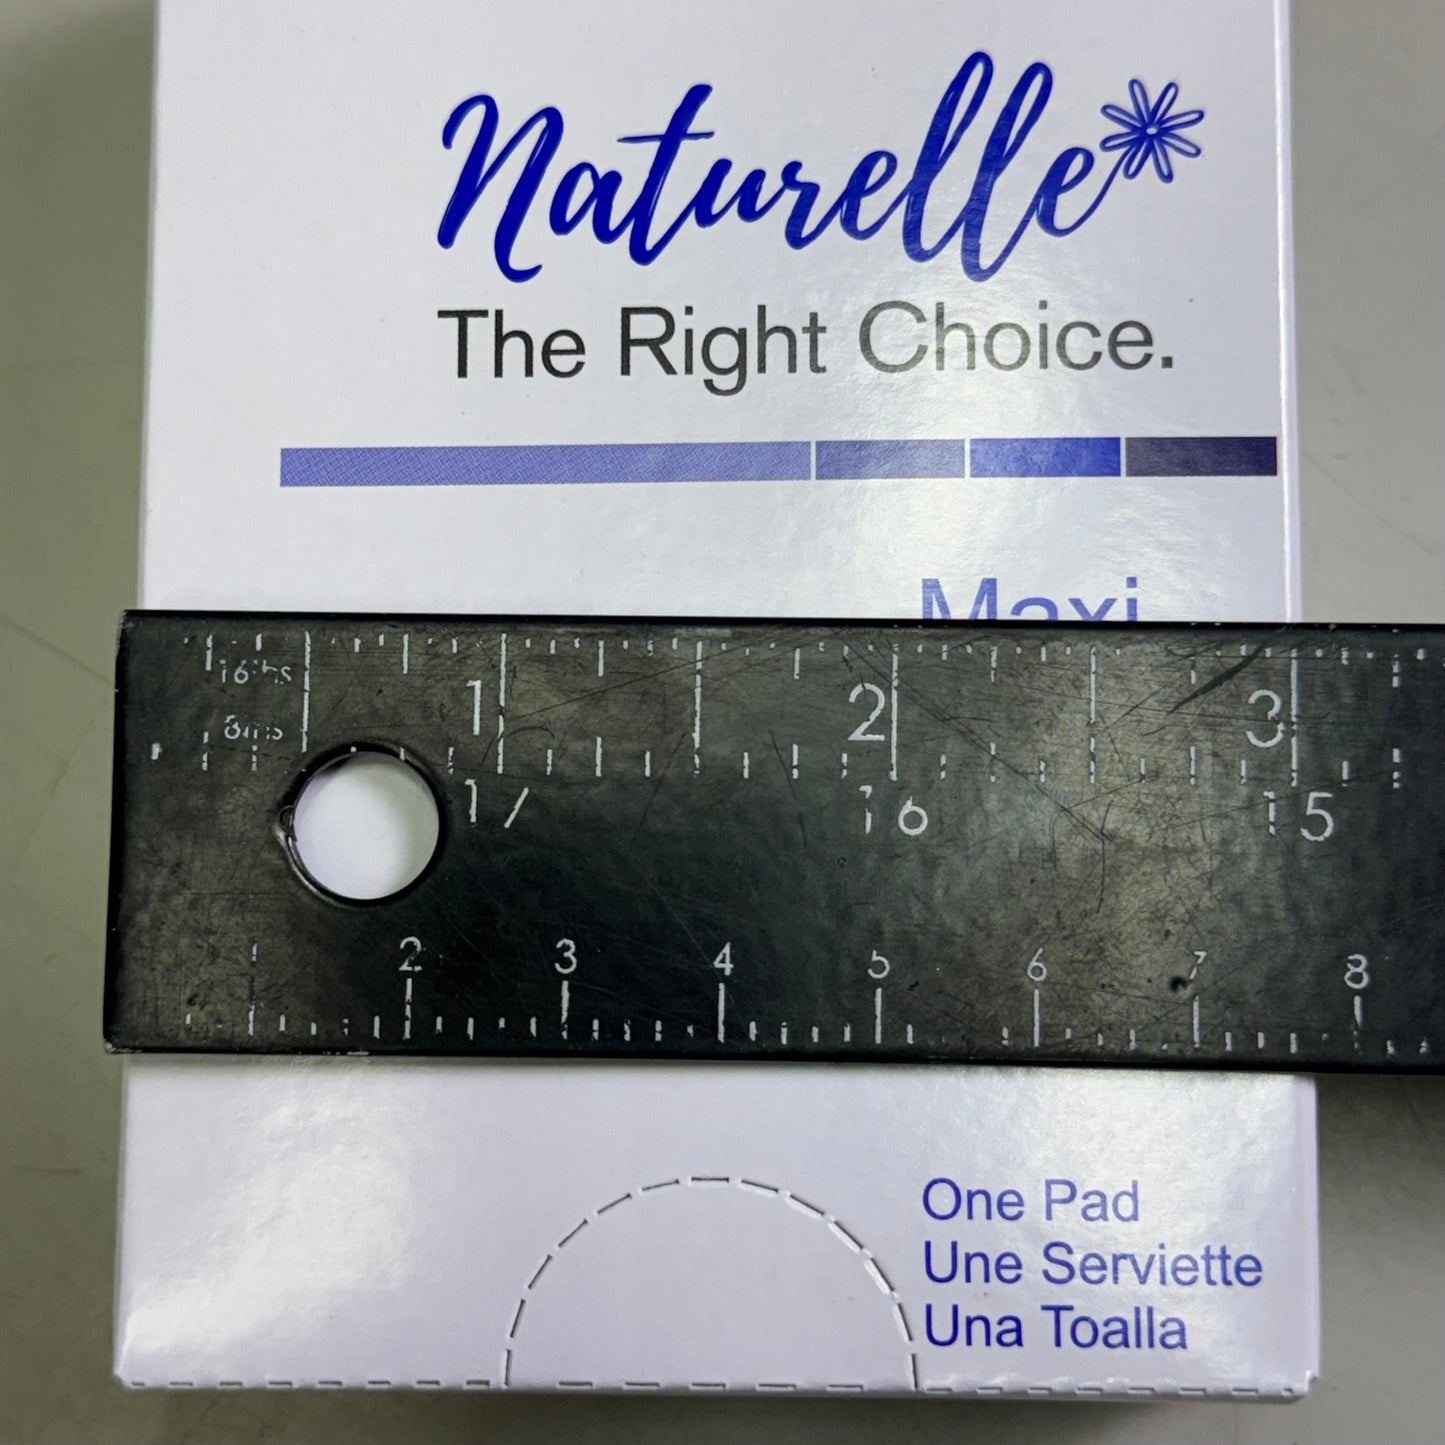 Naturelle
The Right Choice.
Maxi
16ths
8ths
1 2 3
17 16 15
1 2 3 4 5 6 7 8
One Pad
Une Serviette
Una Toalla